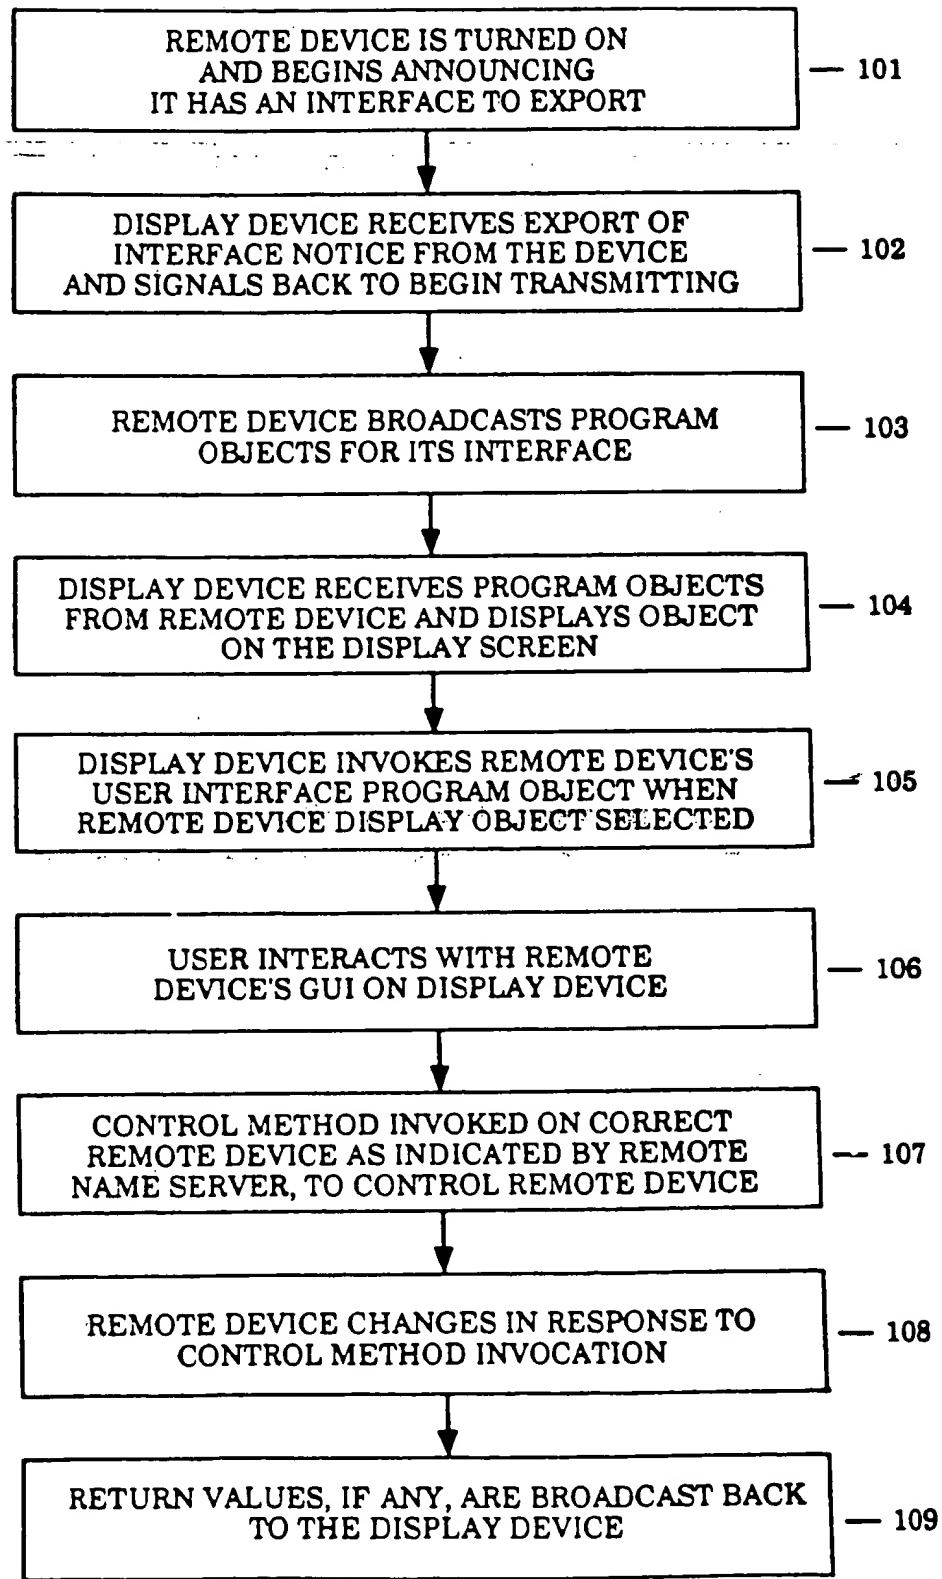 REMOTE DEVICE IS TURNED ON
AND BEGINS ANNOUNCING
IT HAS AN INTERFACE TO EXPORT
101
DISPLAY DEVICE RECEIVES EXPORT OF
INTERFACE NOTICE FROM THE DEVICE
AND SIGNALS BACK TO BEGIN TRANSMITTING
102
REMOTE DEVICE BROADCASTS PROGRAM
OBJECTS FOR ITS INTERFACE
103
DISPLAY DEVICE RECEIVES PROGRAM OBJECTS
FROM REMOTE DEVICE AND DISPLAYS OBJECT
ON THE DISPLAY SCREEN
104
DISPLAY DEVICE INVOKES REMOTE DEVICE'S
USER INTERFACE PROGRAM OBJECT WHEN
REMOTE DEVICE DISPLAY OBJECT SELECTED
105
USER INTERACTS WITH REMOTE
DEVICE'S GUI ON DISPLAY DEVICE
106
CONTROL METHOD INVOKED ON CORRECT
REMOTE DEVICE AS INDICATED BY REMOTE
NAME SERVER, TO CONTROL REMOTE DEVICE
107
REMOTE DEVICE CHANGES IN RESPONSE TO
CONTROL METHOD INVOCATION
108
RETURN VALUES, IF ANY, ARE BROADCAST BACK
TO THE DISPLAY DEVICE
109